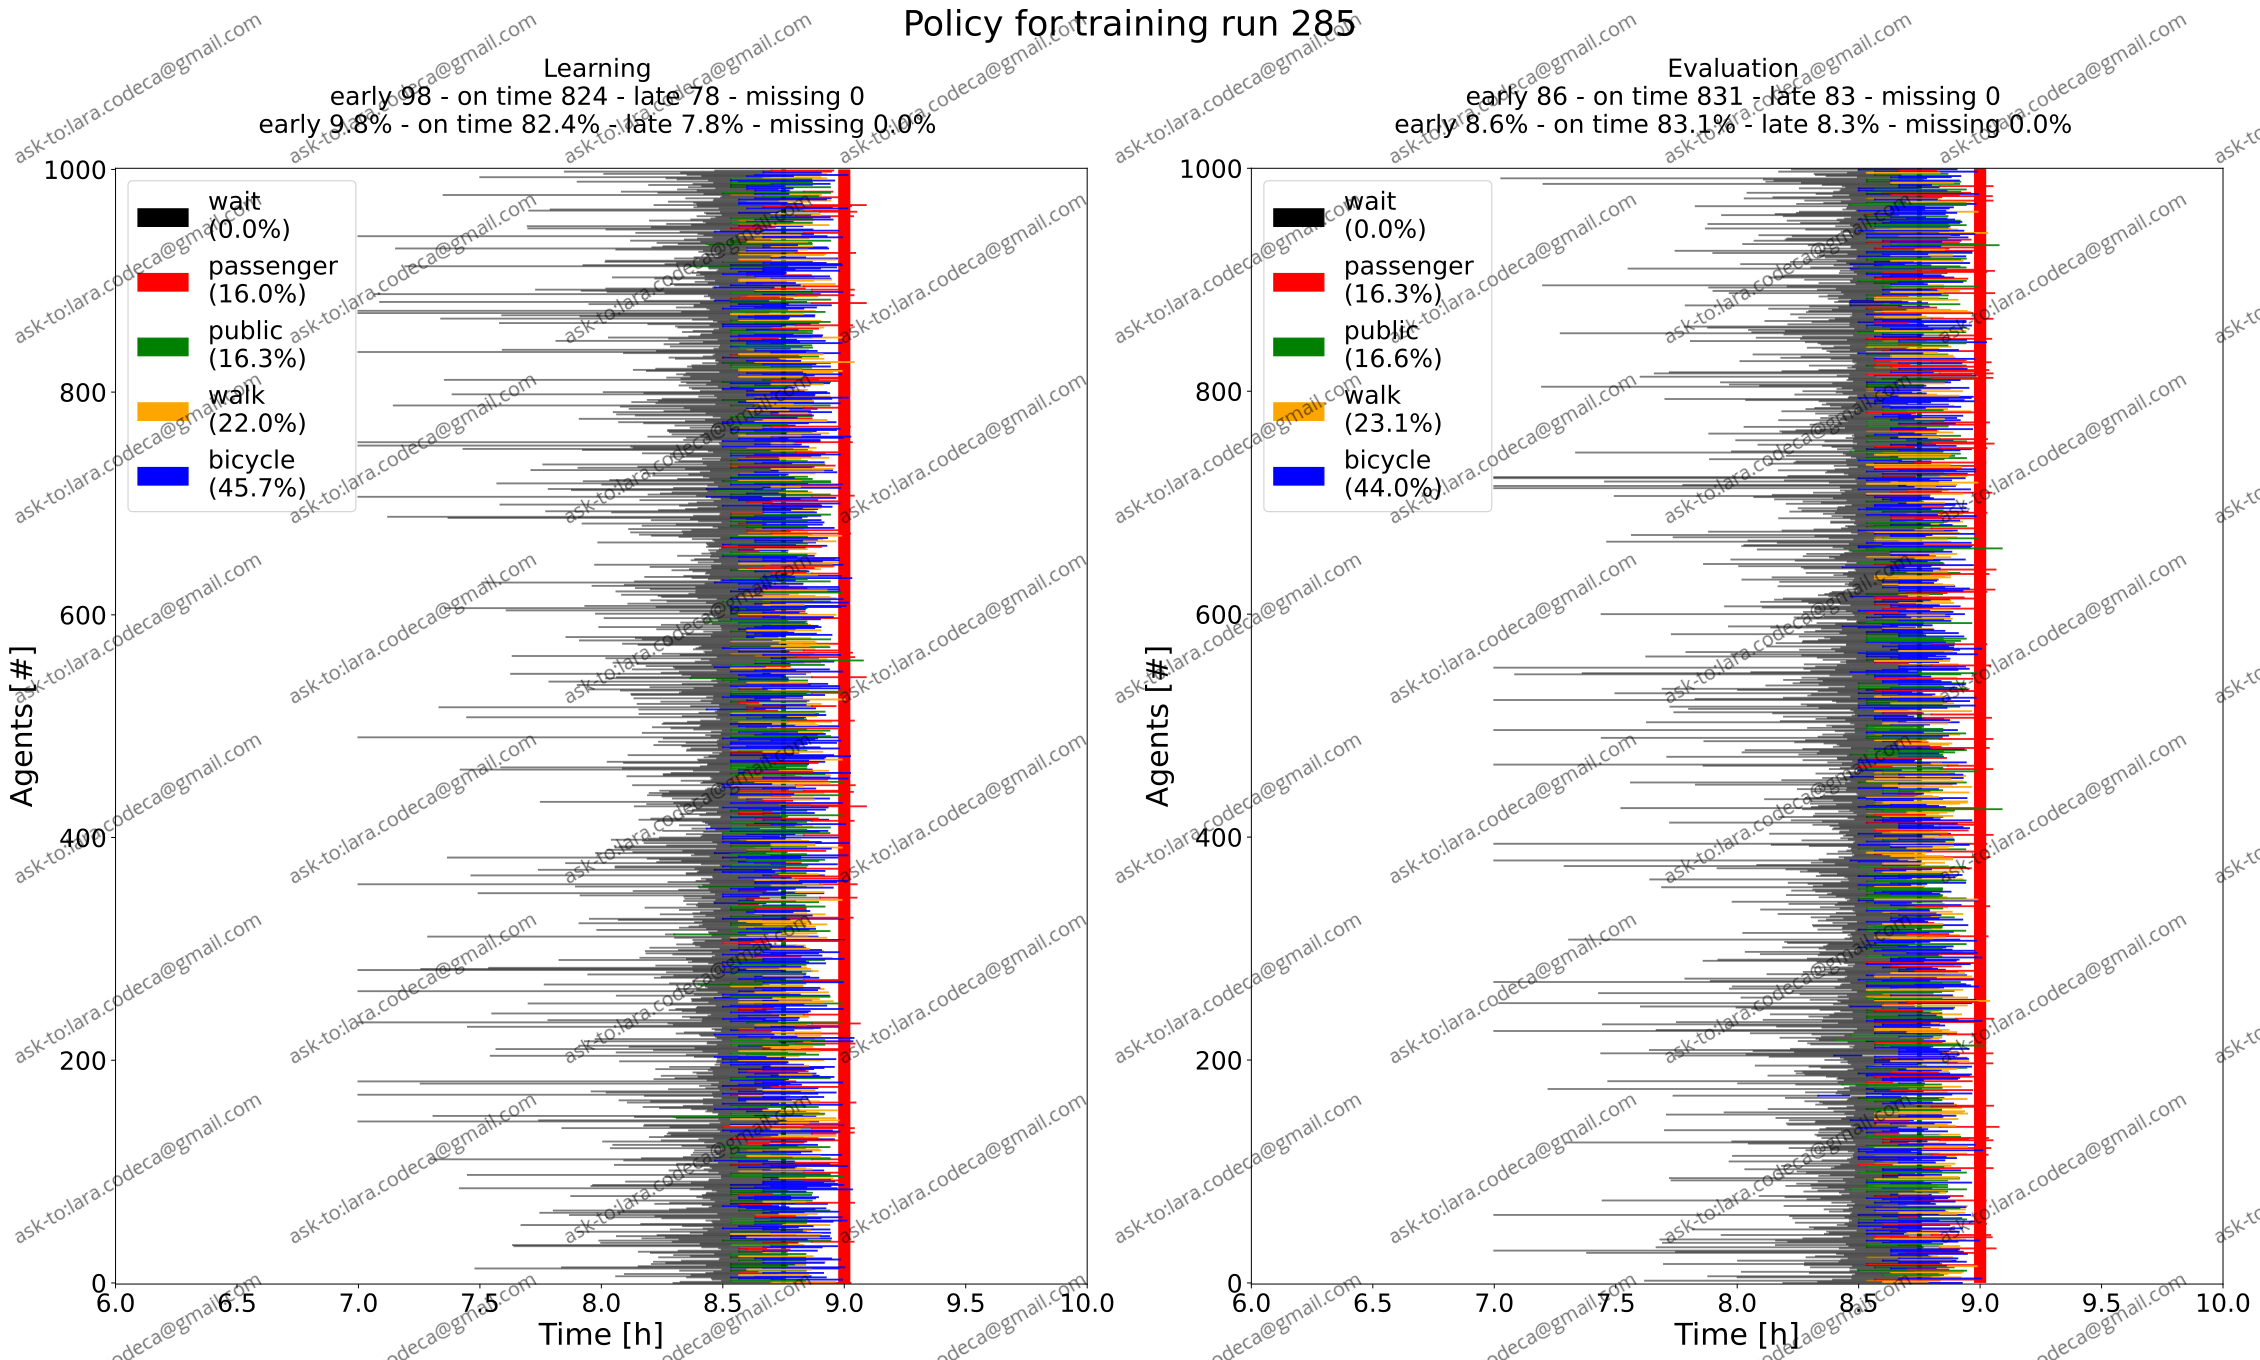 Policy for training run 285
Learning
early 98 - on time 824 - late 78 - missing 0
early 9.8% - on time 82.4% - late 7.8% - missing 0.0%
1000
800
600
400
200
0
Agents [#]
wait
(0.0%)
passenger
(16.0%)
public
(16.3%)
walk
(22.0%)
bicycle
(45.7%)
6.0 6.5 7.0 7.5 8.0 8.5 9.0 9.5 10.0
Time [h]
Evaluation
early 86 - on time 831 - late 83 - missing 0
early 8.6% - on time 83.1% - late 8.3% - missing 0.0%
1000
800
600
400
200
0
Agents [#]
wait
(0.0%)
passenger
(16.3%)
public
(16.6%)
walk
(23.1%)
bicycle
(44.0%)
6.0 6.5 7.0 7.5 8.0 8.5 9.0 9.5 10.0
Time [h]
ask-to:lara.codeca@gmail.com